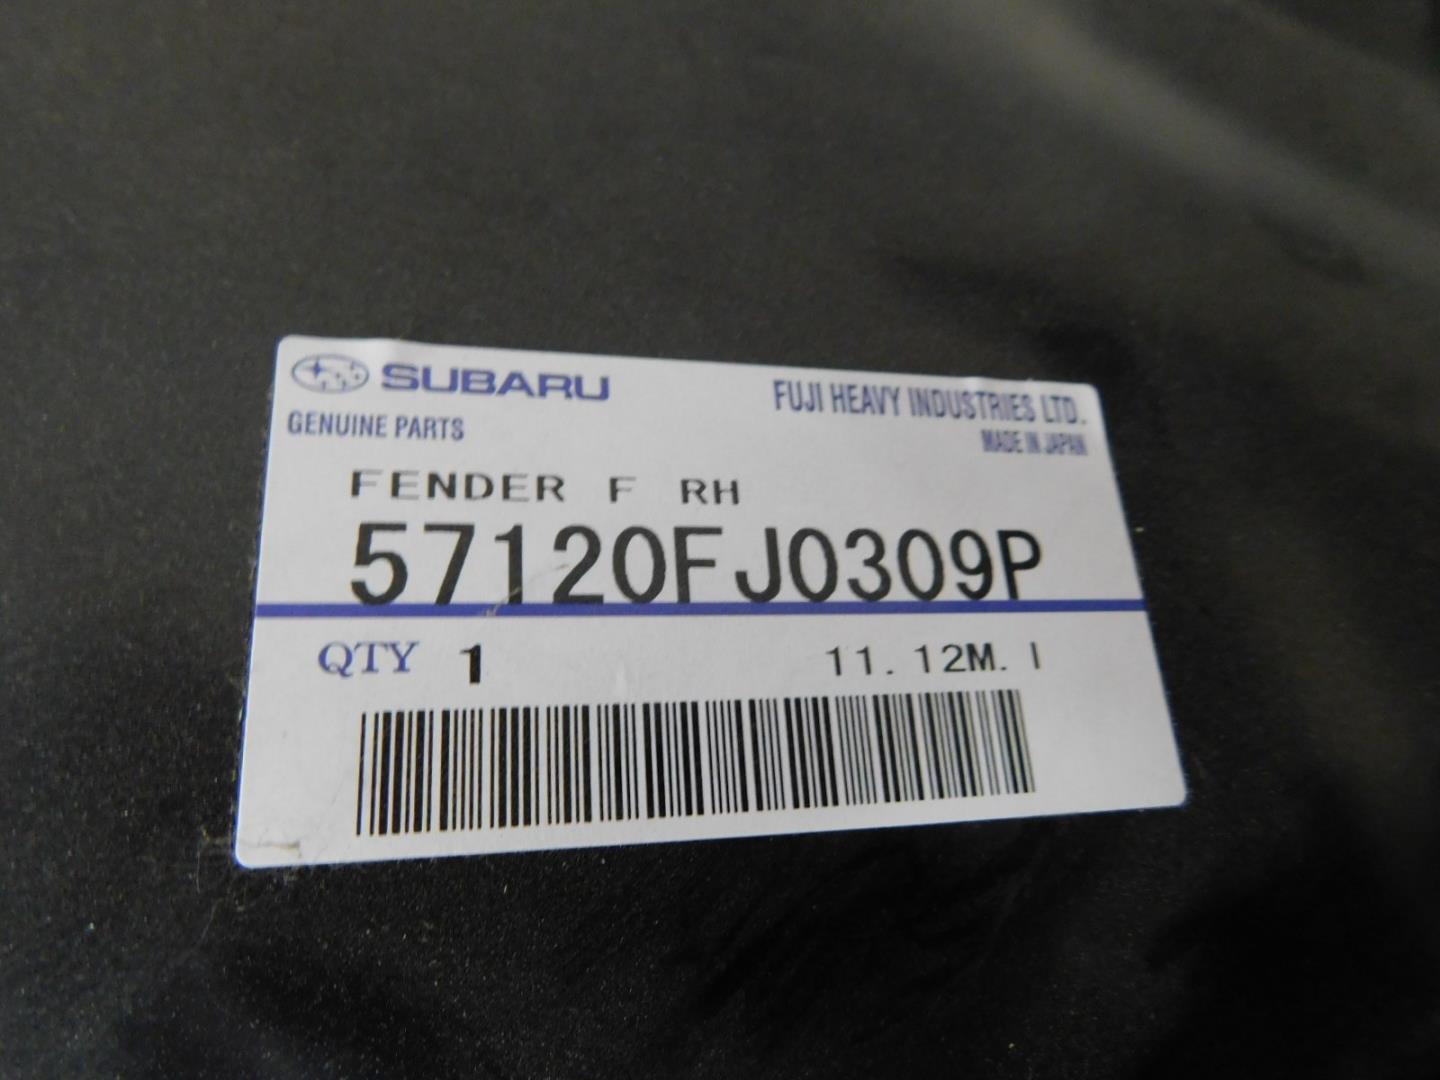 SUBARU
FUJI HEAVY INDUSTRIES LTD.
GENUINE PARTS
MADE IN JAPAN
FENDER F RH
57120FJ0309P
QTY 1
11.12M. I